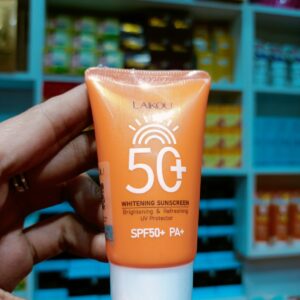 LAIKOU
50+
WHITENING SUNSCREEN
Brightening & Refreshing
UV Protector
SPF50+ PA+